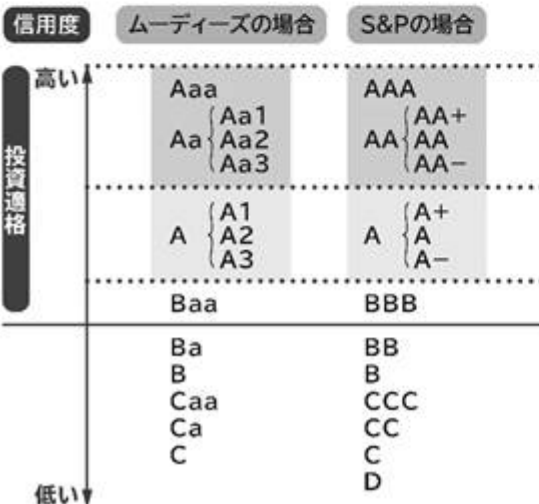 信用度 ムーディーズの場合 S&Pの場合
高い
投資適格
Aaa AAA
Aa Aa1 Aa2 Aa3 AA AA+ AA AA−
A A1 A2 A3 A A+ A A−
Baa BBB
Ba BB
B B
Caa CCC
Ca CC
C C
D
低い